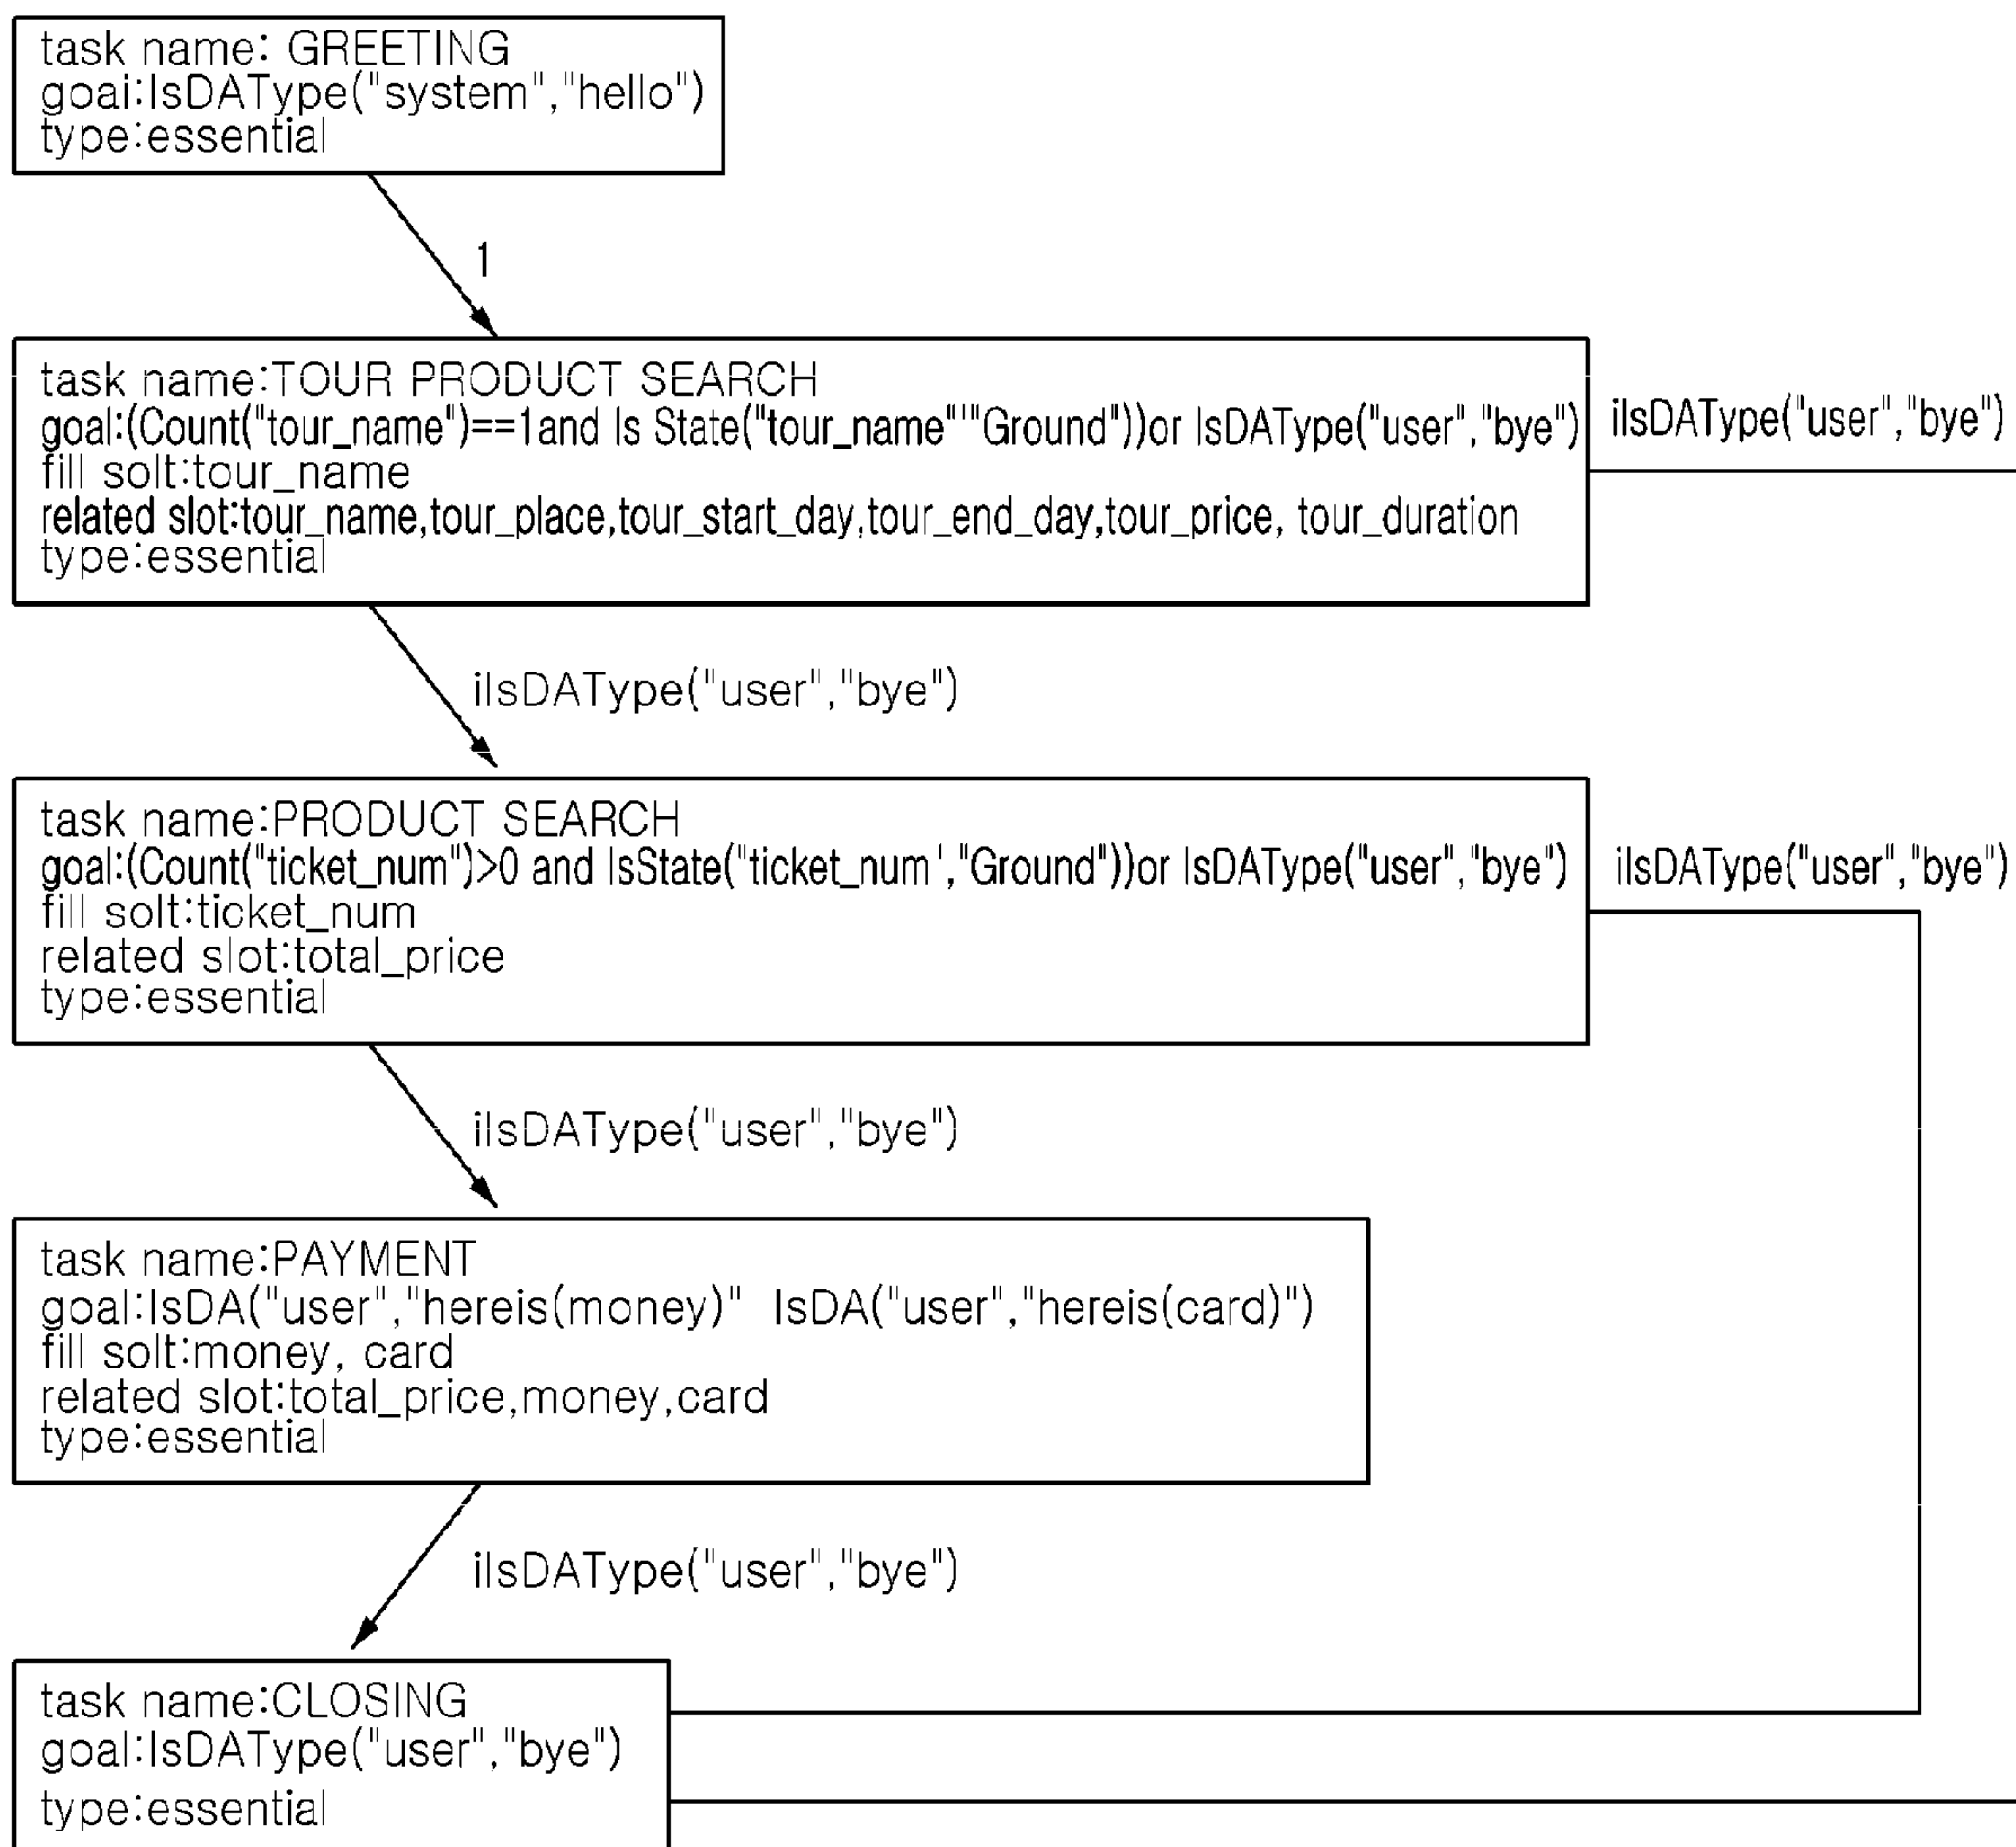 task name: GREETING
goai:IsDAType("system","hello")
type:essential
1
task name:TOUR PRODUCT SEARCH
goal:(Count("tour_name")==1and Is State("tour_name"'"Ground"))or IsDAType("user","bye")
fill solt:tour_name
related slot:tour_name,tour_place,tour_start_day,tour_end_day,tour_price, tour_duration
type:essential
iIsDAType("user","bye")
iIsDAType("user","bye")
task name:PRODUCT SEARCH
goal:(Count("ticket_num")>0 and IsState("ticket_num',"Ground"))or IsDAType("user","bye")
fill solt:ticket_num
related slot:total_price
type:essential
iIsDAType("user","bye")
iIsDAType("user","bye")
task name:PAYMENT
goal:IsDA("user","hereis(money)" IsDA("user","hereis(card)")
fill solt:money, card
related slot:total_price,money,card
type:essential
iIsDAType("user","bye")
task name:CLOSING
goal:IsDAType("user","bye")
type:essential